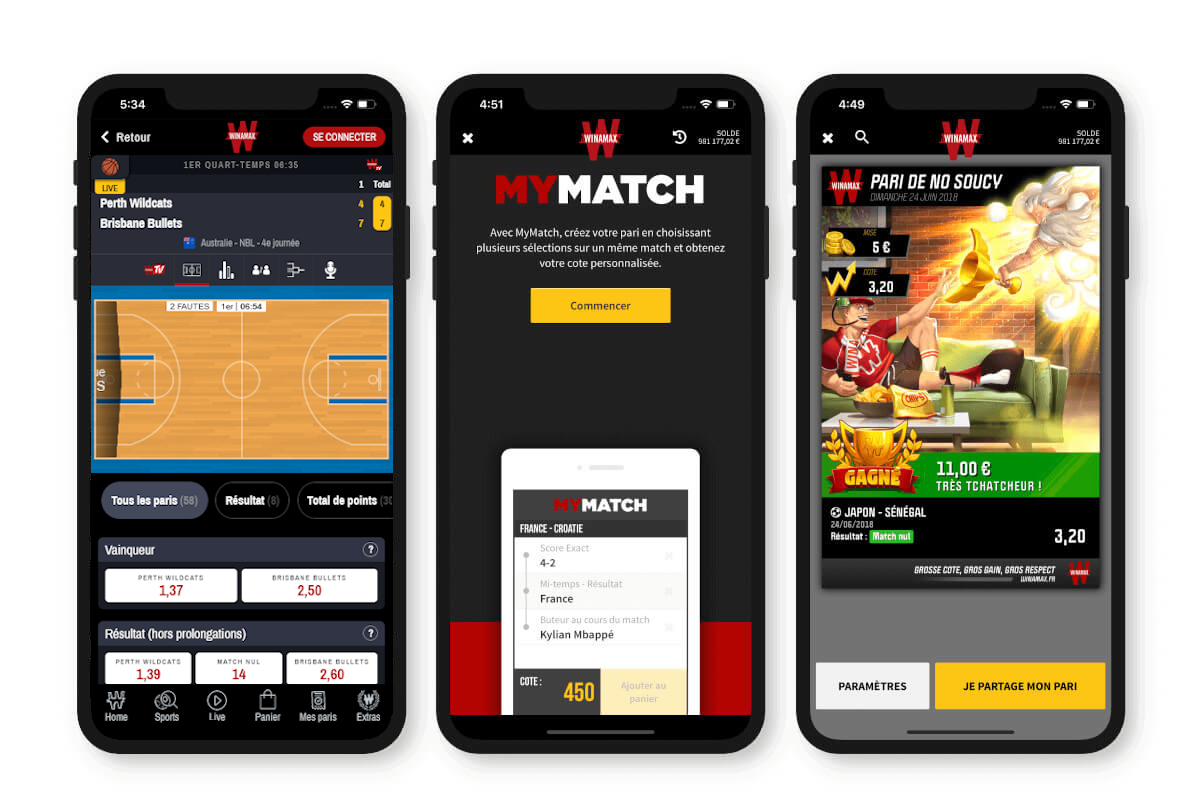 5:34
Retour
WINAMAX
SE CONNECTER
1ER QUART-TEMPS 06:35
TV
LIVE
1 Total
Perth Wildcats 4 4
Brisbane Bullets 7 7
Australie - NBL - 4e journée
TV
2 FAUTES 1er 06:54
ue
S
Tous les paris (58) Résultat (8) Total de points (30
Vainqueur ?
PERTH WILDCATS BRISBANE BULLETS
1,37 2,50
Résultat (hors prolongations) ?
PERTH WILDCATS MATCH NUL BRISBANE BULLETS
1,39 14 2,60
Home Sports Live Panier Mes paris Extras
4:51
WINAMAX
SOLDE
981 177,02 €
MYMATCH
Avec MyMatch, créez votre pari en choisissant
plusieurs sélections sur un même match et obtenez
votre cote personnalisée.
Commencer
MYMATCH
FRANCE - CROATIE
Score Exact
4-2
Mi-temps - Résultat
France
Buteur au cours du match
Kylian Mbappé
COTE :
450
Ajouter au
panier
4:49
WINAMAX
SOLDE
981 177,02 €
WINAMAX
PARI DE NO SOUCY
DIMANCHE 24 JUIN 2018
MISE
5 €
COTE
3,20
WINAMAX
CHIPS
GAGNÉ
11,00 €
TRÈS TCHATCHEUR !
JAPON - SÉNÉGAL
24/06/2018
Résultat : Match nul
3,20
GROSSE COTE, GROS GAIN, GROS RESPECT
WINAMAX.FR
WINAMAX
PARAMÈTRES
JE PARTAGE MON PARI